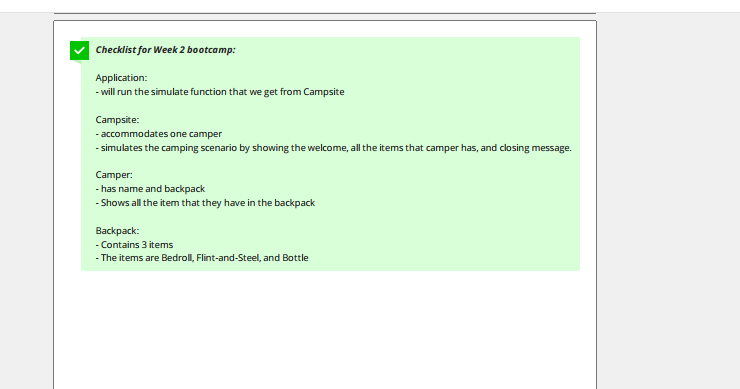 Checklist for Week 2 bootcamp:
Application:
- will run the simulate function that we get from Campsite
Campsite:
- accommodates one camper
- simulates the camping scenario by showing the welcome, all the items that camper has, and closing message.
Camper:
- has name and backpack
- Shows all the item that they have in the backpack
Backpack:
- Contains 3 items
- The items are Bedroll, Flint-and-Steel, and Bottle